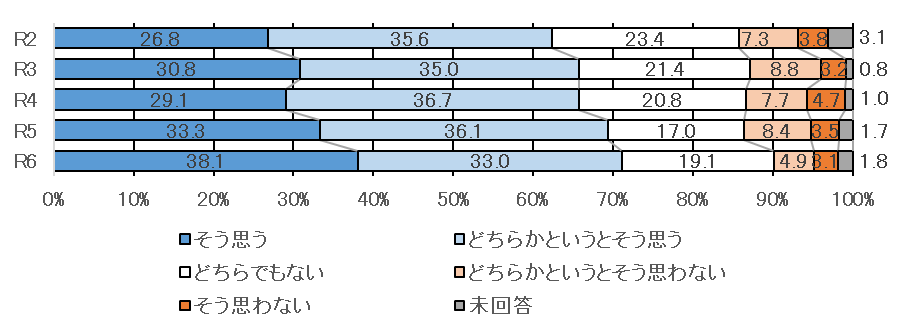 R2 26.8 35.6 23.4 7.3 3.8 3.1
R3 30.8 35.0 21.4 8.8 3.2 0.8
R4 29.1 36.7 20.8 7.7 4.7 1.0
R5 33.3 36.1 17.0 8.4 3.5 1.7
R6 38.1 33.0 19.1 4.9 3.1 1.8
0% 10% 20% 30% 40% 50% 60% 70% 80% 90% 100%
そう思う どちらかというとそう思う
どちらでもない どちらかというとそう思わない
そう思わない 未回答